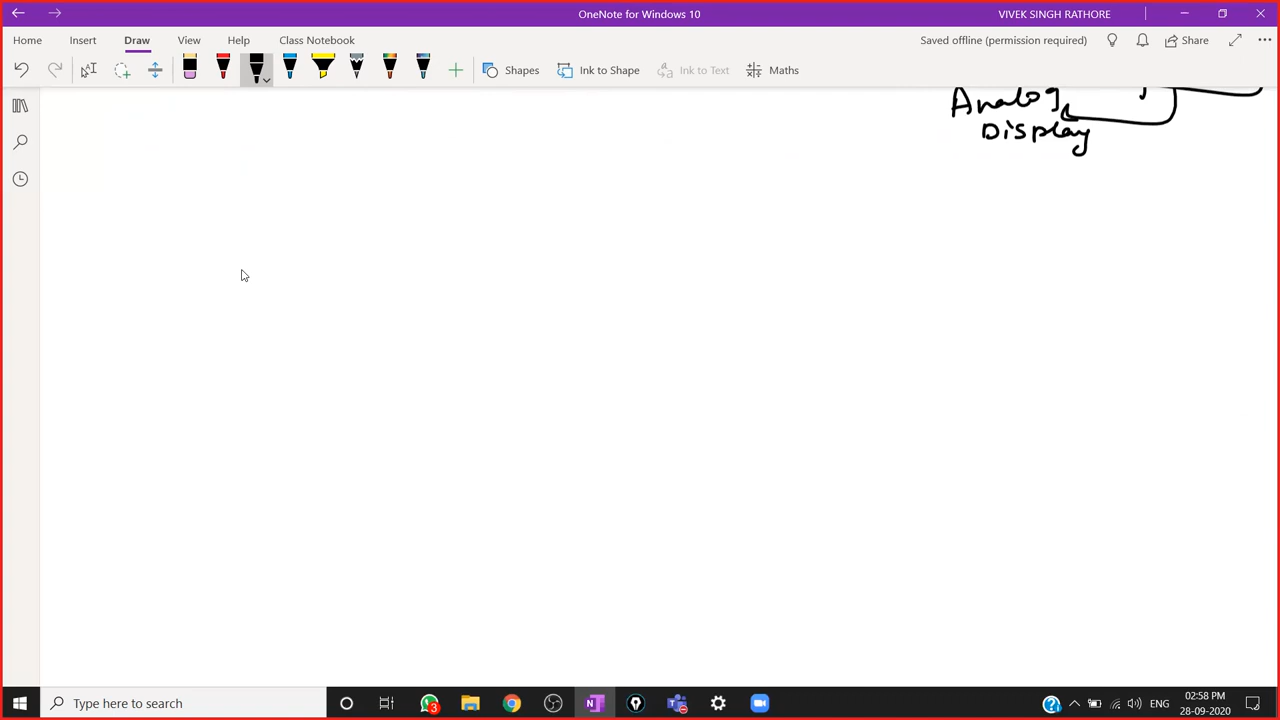 OneNote for Windows 10
VIVEK SINGH RATHORE
Home Insert Draw View Help Class Notebook
Saved offline (permission required) Share
Shapes Ink to Shape Ink to Text Maths
Analog
Display
Type here to search
3
ENG
02:58 PM
28-09-2020